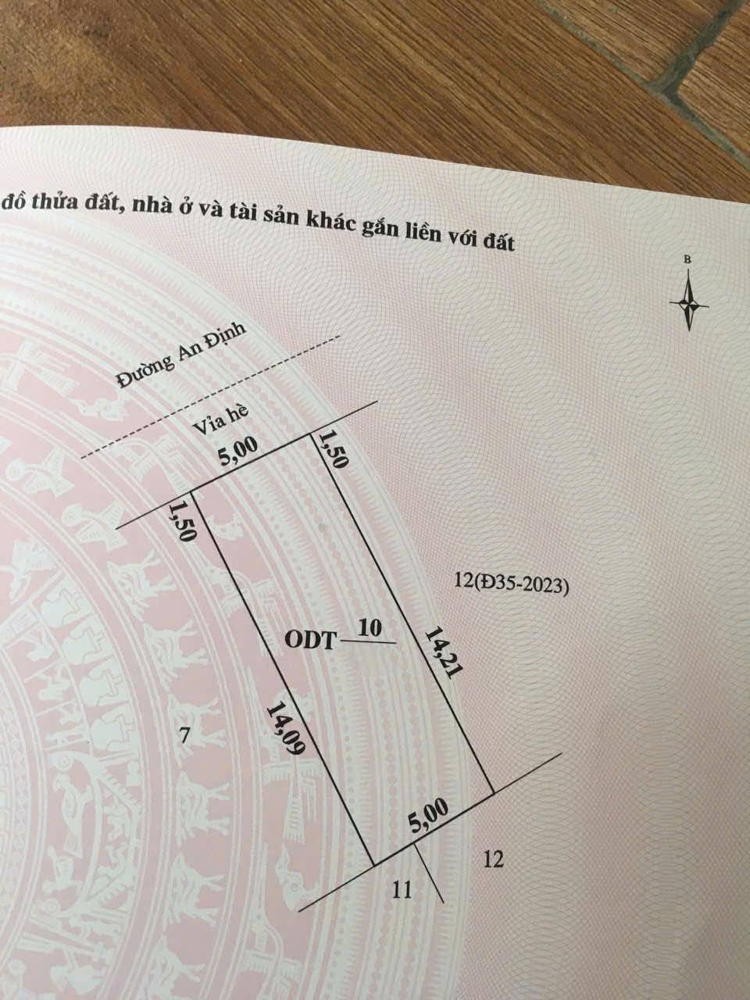 đồ thửa đất, nhà ở và tài sản khác gắn liền với đất
B
Đường An Định
Vỉa hè
5,00
1,50
1,50
12(Đ35-2023)
ODT 10
14,21
14,09
7
5,00
12
11